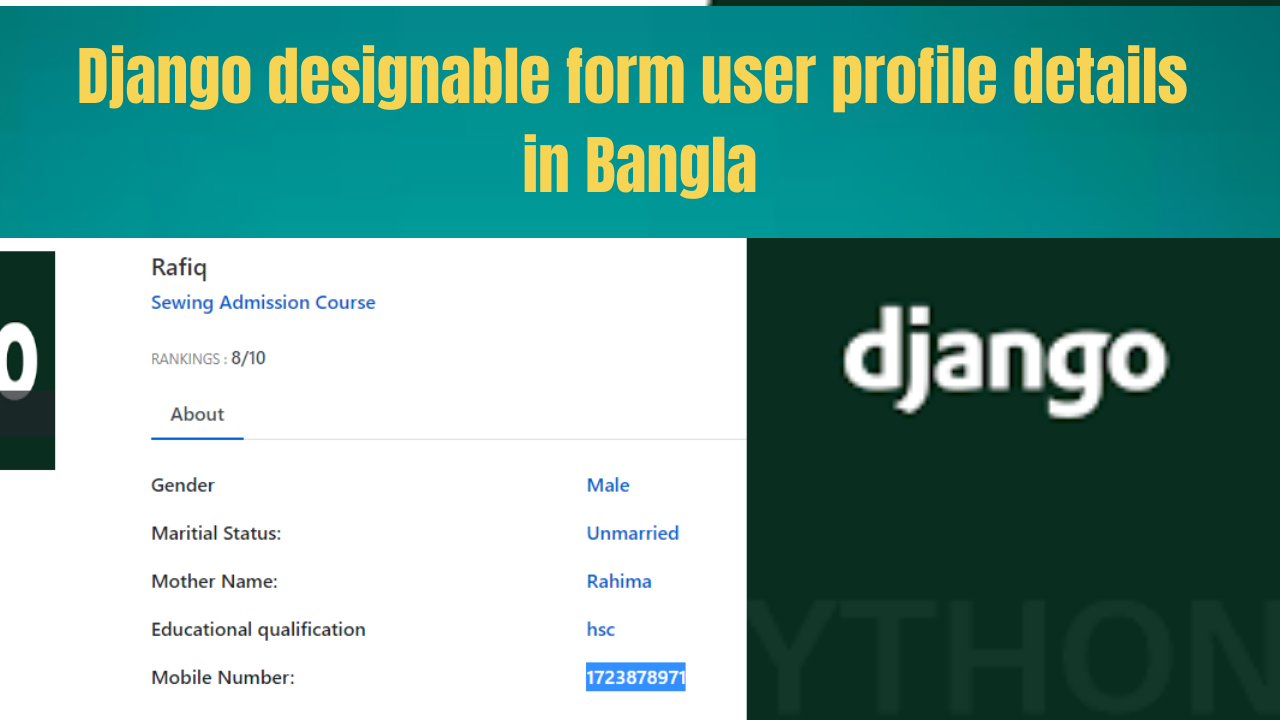 Django designable form user profile details
in Bangla
Rafiq
Sewing Admission Course
RANKINGS : 8/10
About
Gender Male
Maritial Status: Unmarried
Mother Name: Rahima
Educational qualification hsc
Mobile Number: 1723878971
django
YTHON